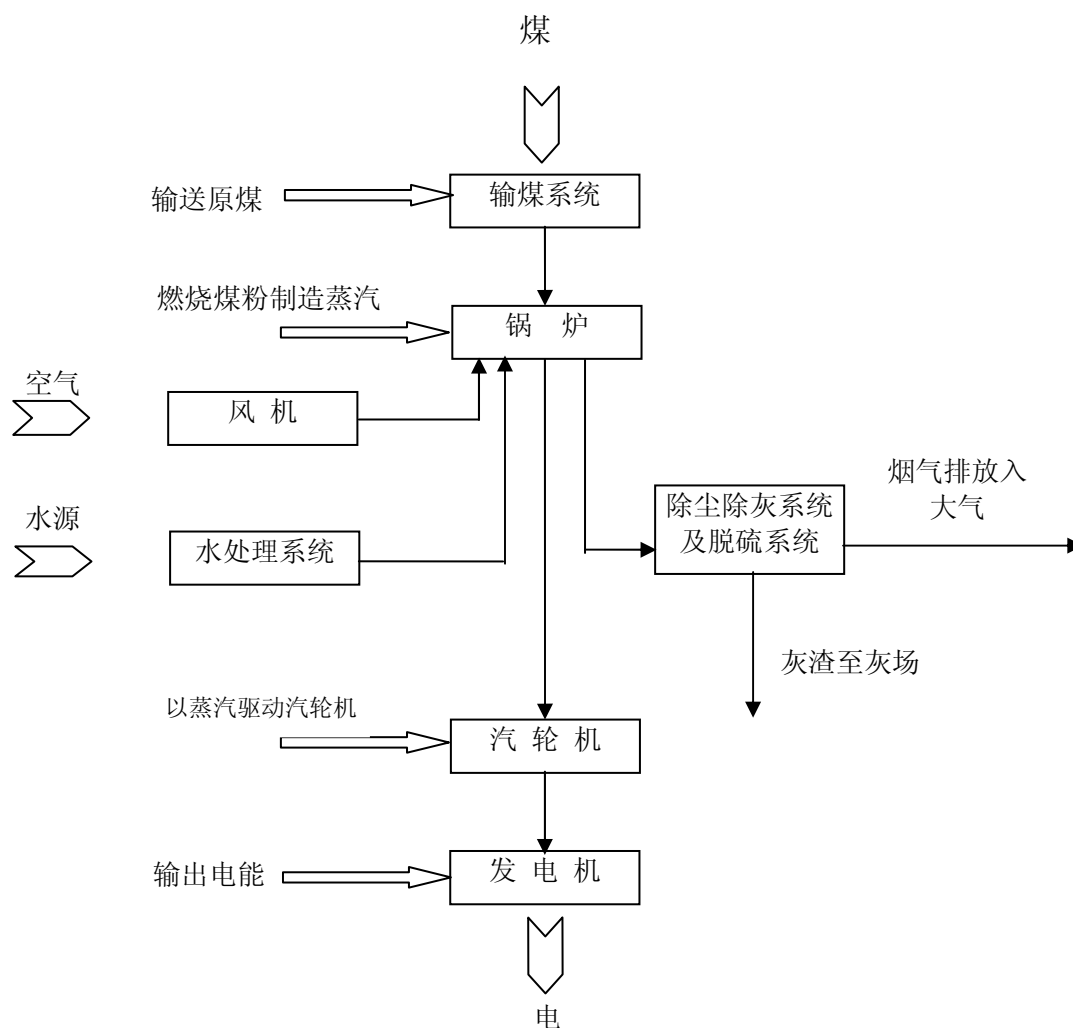 煤
输送原煤
输煤系统
燃烧煤粉制造蒸汽
锅 炉
空气
风 机
水源
水处理系统
除尘除灰系统
及脱硫系统
烟气排放入
大气
灰渣至灰场
以蒸汽驱动汽轮机
汽 轮 机
输出电能
发 电 机
电